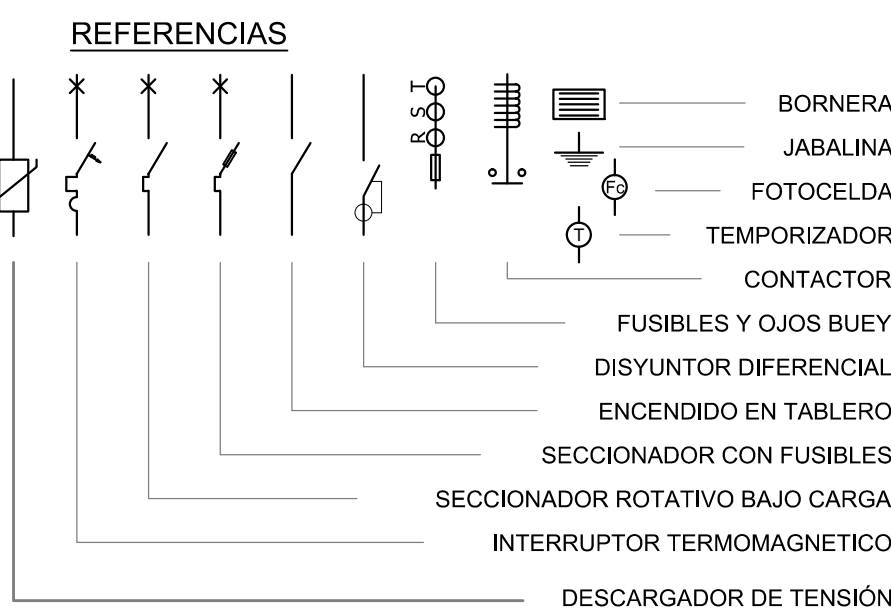 REFERENCIAS
R S T
BORNERA
JABALINA
Fc
FOTOCELDA
T
TEMPORIZADOR
CONTACTOR
FUSIBLES Y OJOS BUEY
DISYUNTOR DIFERENCIAL
ENCENDIDO EN TABLERO
SECCIONADOR CON FUSIBLES
SECCIONADOR ROTATIVO BAJO CARGA
INTERRUPTOR TERMOMAGNETICO
DESCARGADOR DE TENSIÓN